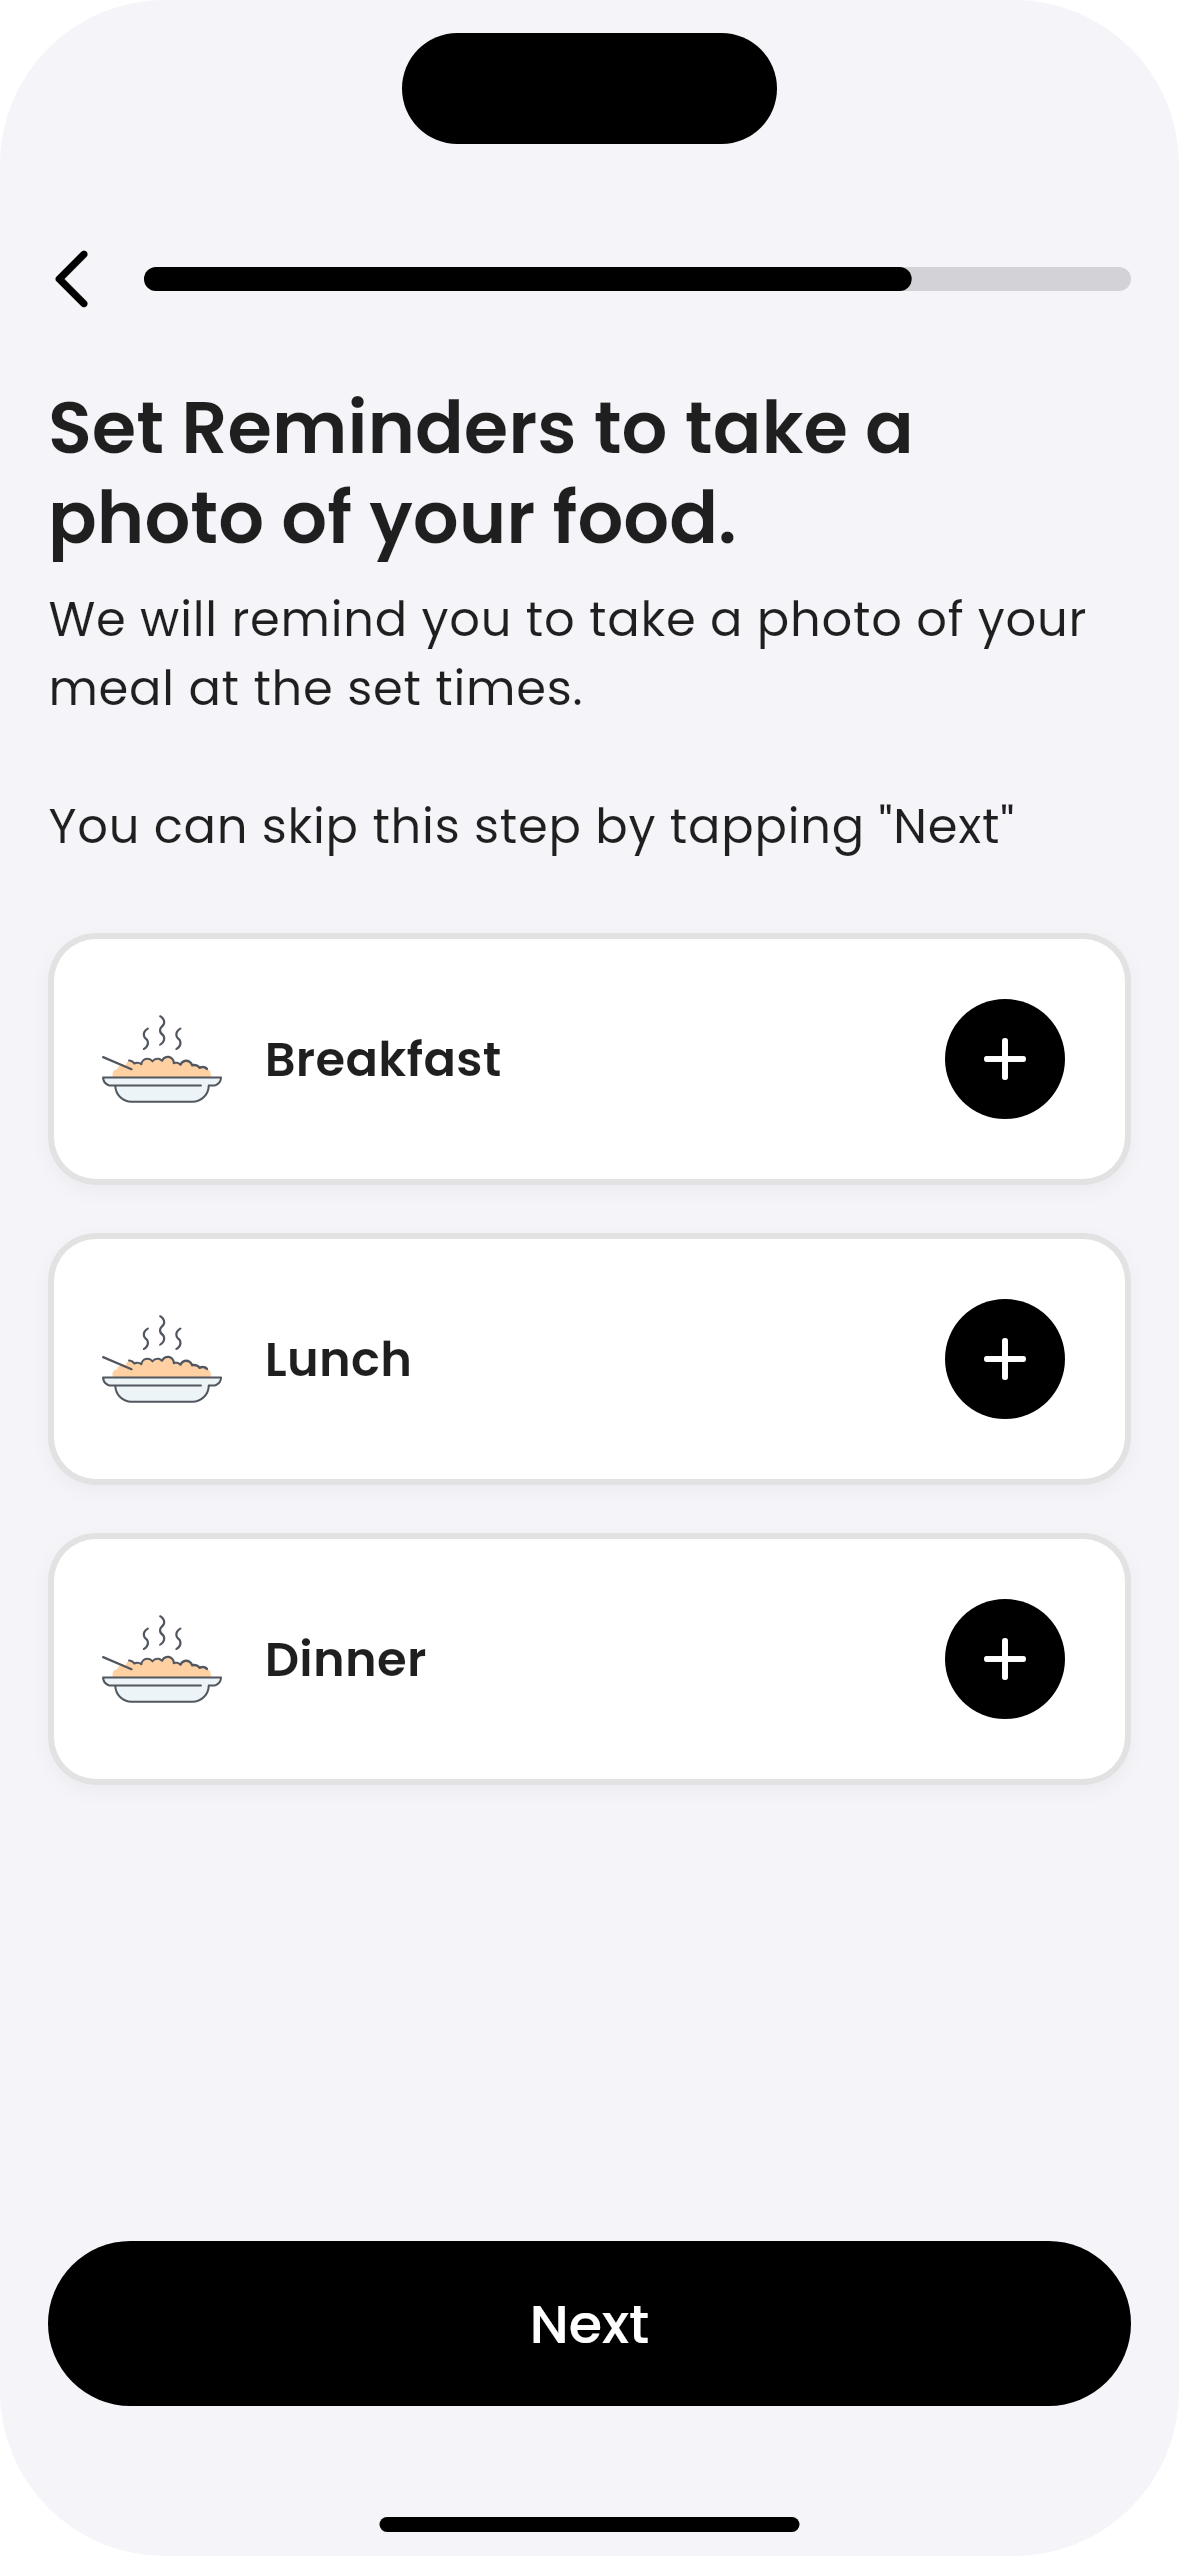 Set Reminders to take a
photo of your food.
We will remind you to take a photo of your
meal at the set times.
You can skip this step by tapping "Next"
Breakfast
Lunch
Dinner
Next